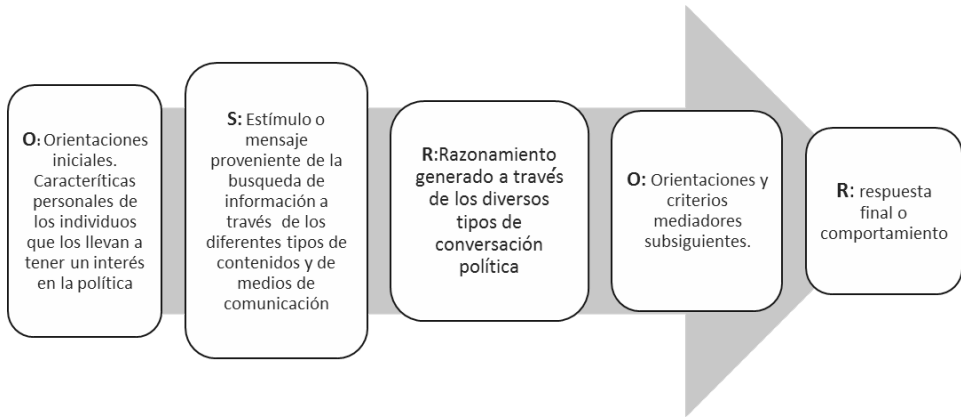 O: Orientaciones
iniciales.
Caracteríticas
personales de
los individuos
que los llevan a
tener un interés
en la política
S: Estímulo o
mensaje
proveniente de la
busqueda de
información a
través de los
diferentes tipos de
contenidos y de
medios de
comunicación
R:Razonamiento
generado a través
de los diversos
tipos de
conversación
política
O: Orientaciones y
criterios
mediadores
subsiguientes.
R: respuesta
final o
comportamiento